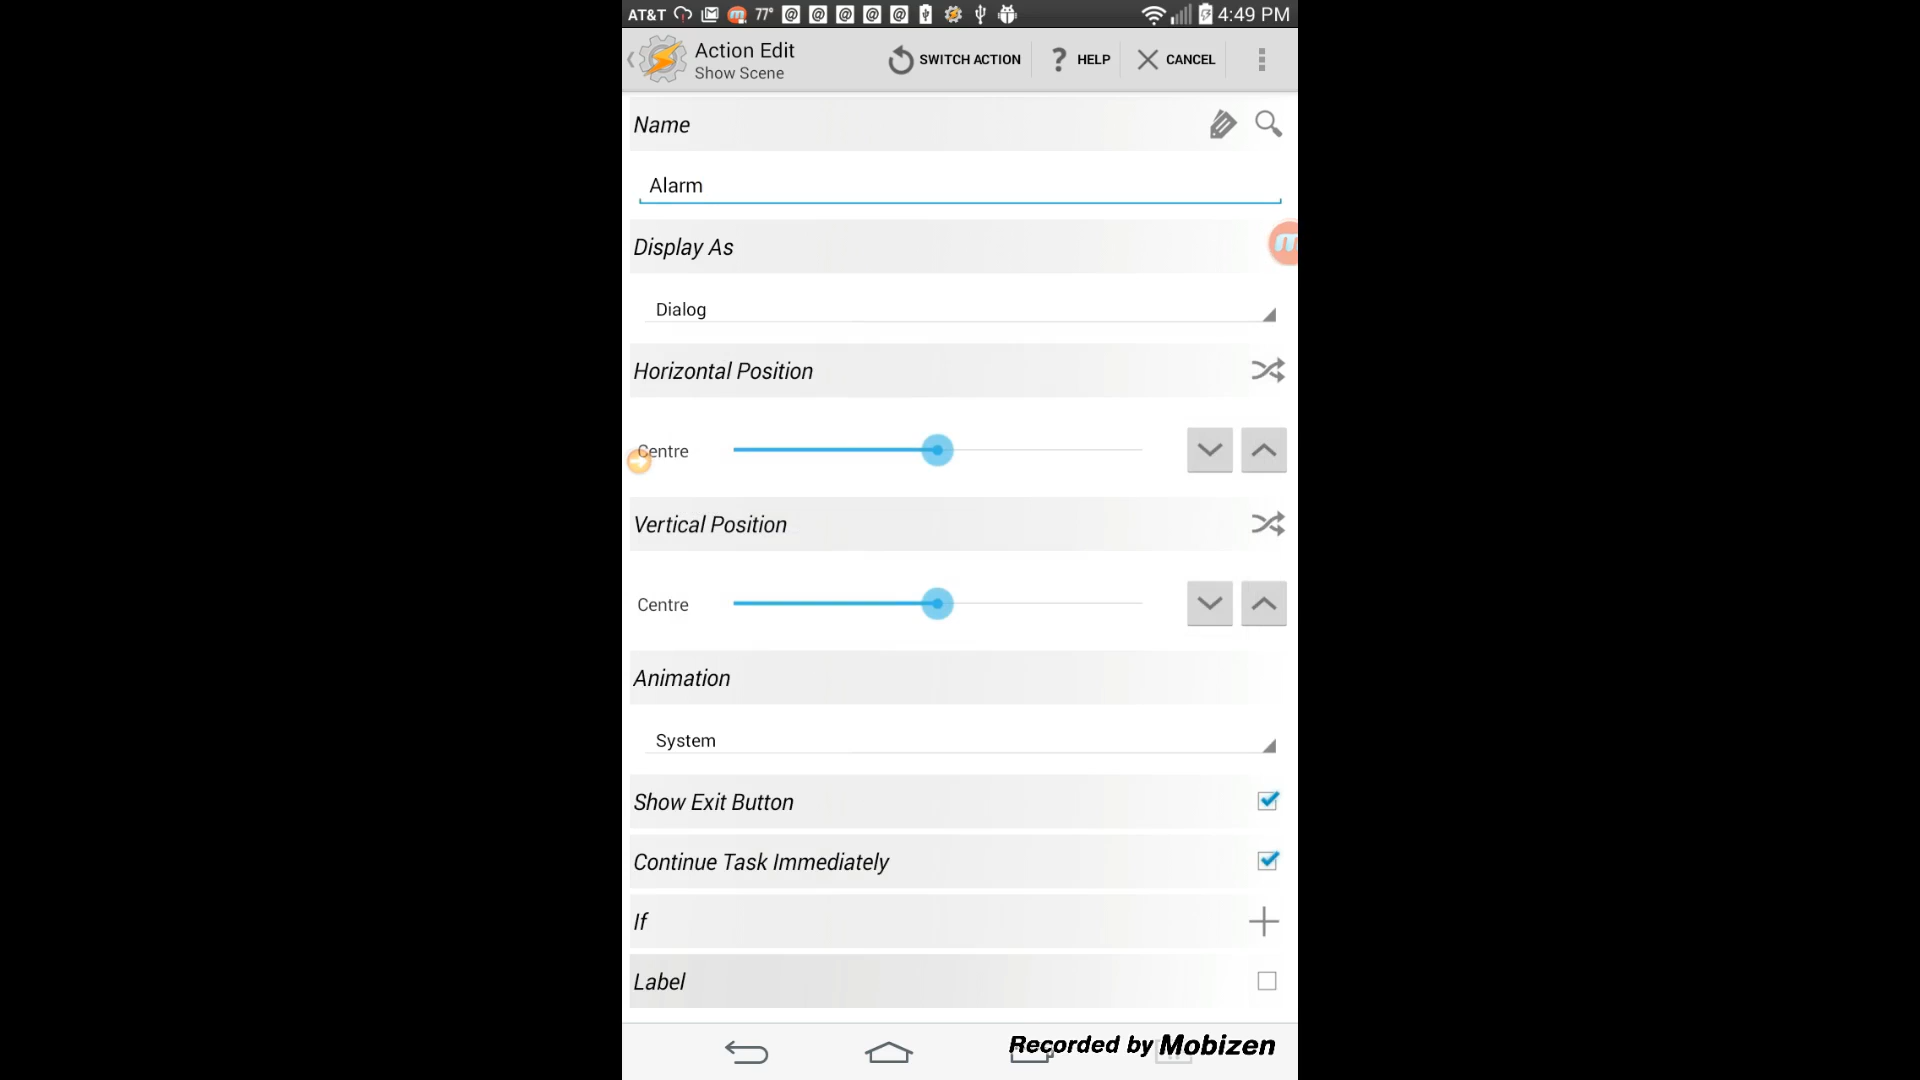 AT&T 77° 4:49 PM
Action Edit
Show Scene
SWITCH ACTION
? HELP
CANCEL
Name
Alarm
Display As
Dialog
Horizontal Position
Centre
Vertical Position
Centre
Animation
System
Show Exit Button
Continue Task Immediately
If
Label
Recorded by Mobizen